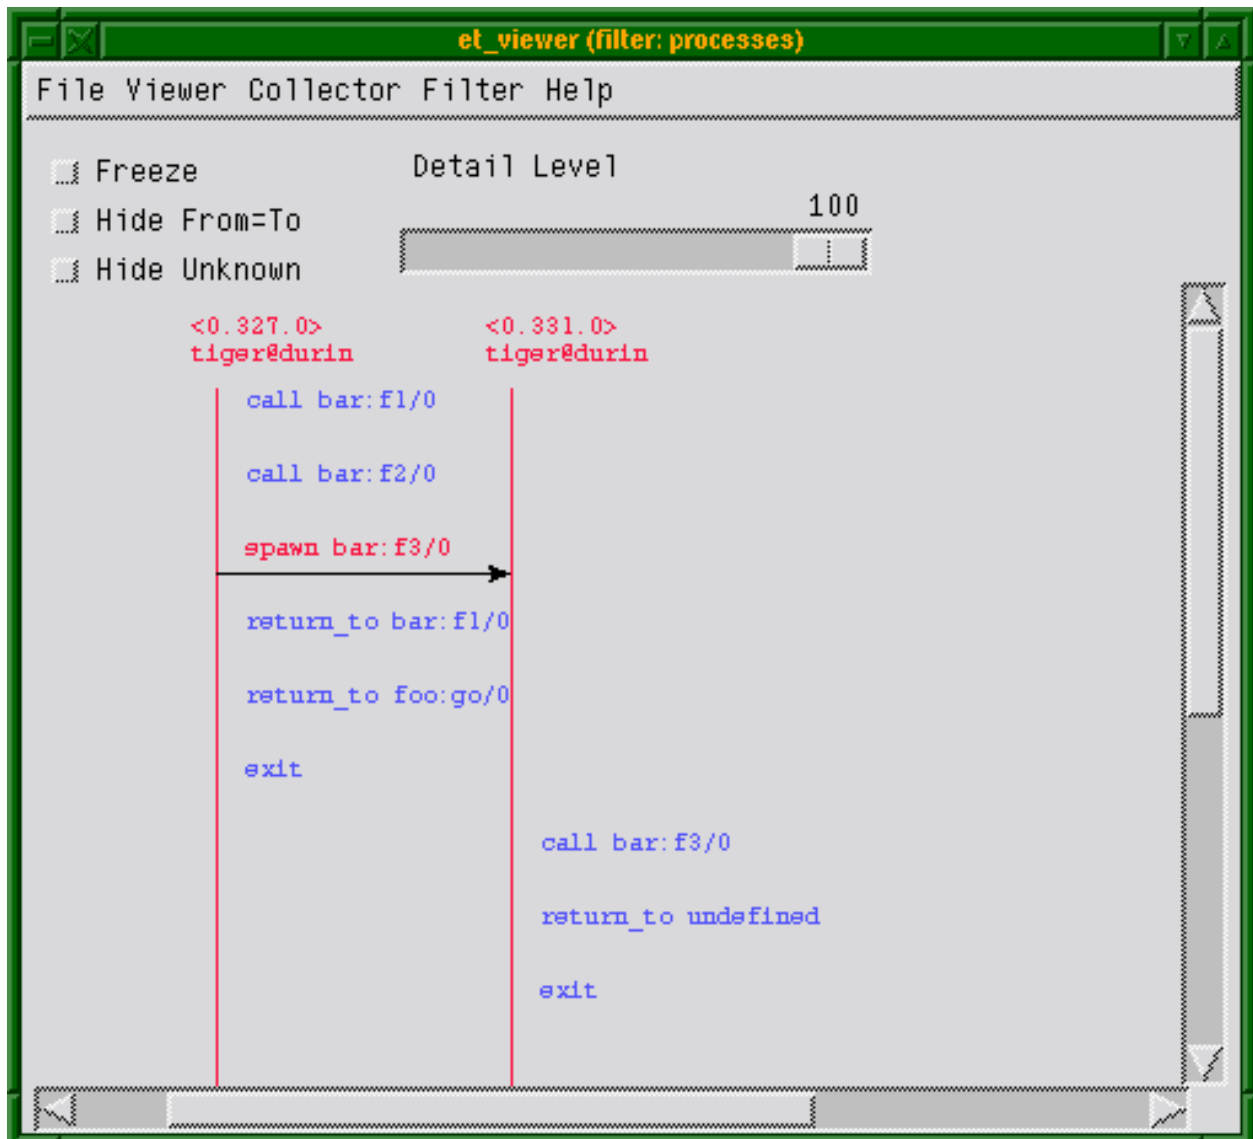 et_viewer (filter: processes)
File Viewer Collector Filter Help
Freeze
Detail Level
Hide From=To
100
Hide Unknown
<0.327.0> <0.331.0>
tiger@durin tiger@durin
call bar:f1/0
call bar:f2/0
spawn bar:f3/0
return_to bar:f1/0
return_to foo:go/0
exit
call bar:f3/0
return_to undefined
exit